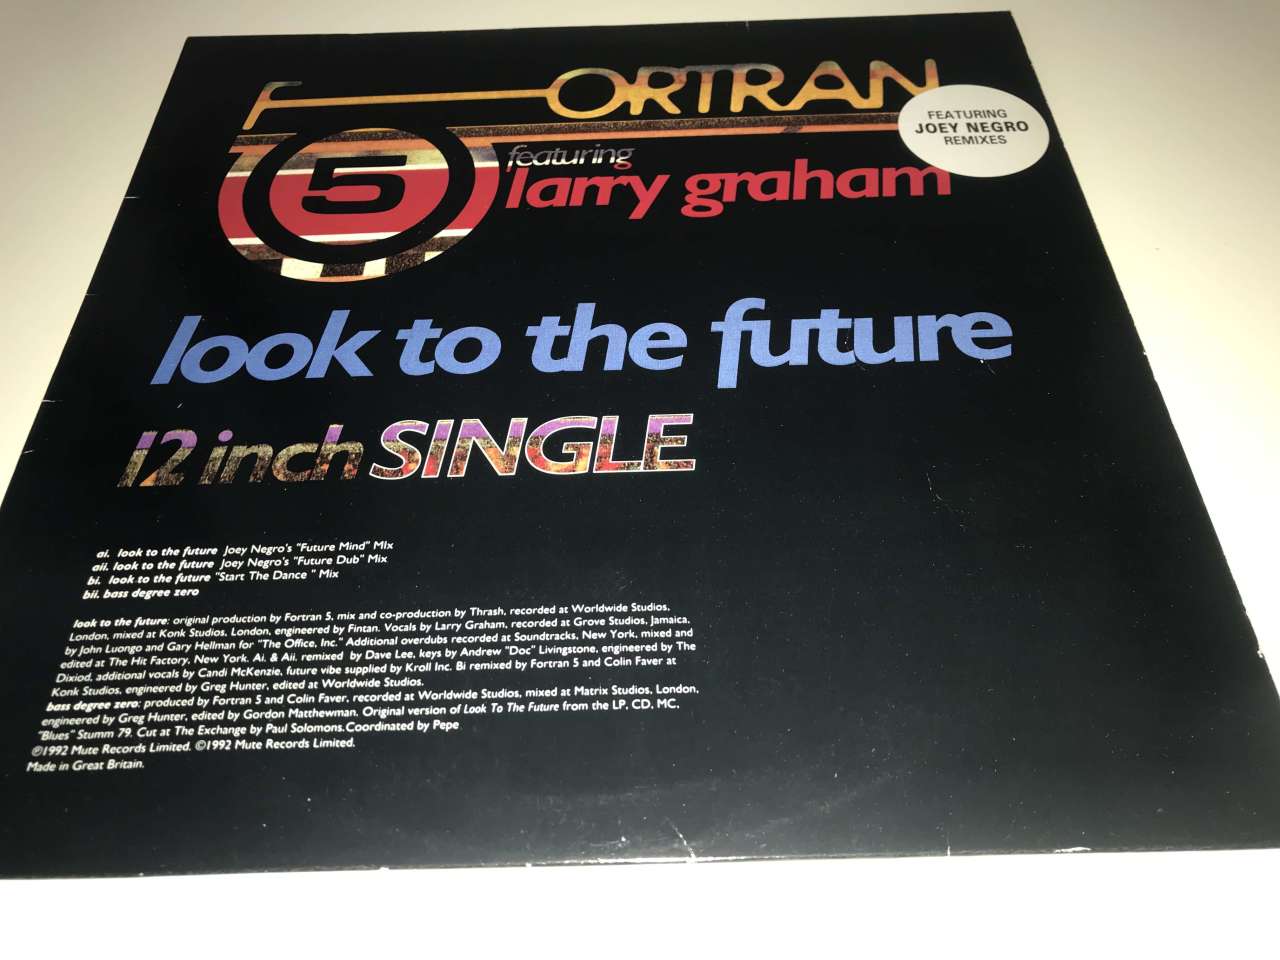 FORTRAN
5
featuring
larry graham
FEATURING
JOEY NEGRO
REMIXES
look to the future
12 inch SINGLE
ai. look to the future Joey Negro's "Future Mind" MIx
aii. look to the future Joey Negro's "Future Dub" Mix
bi. look to the future "Start The Dance " Mix
bii. bass degree zero
look to the future: original production by Fortran 5, mix and co-production by Thrash, recorded at Worldwide Studios,
London, mixed at Konk Studios, London, engineered by Fintan. Vocals by Larry Graham, recorded at Grove Studios, Jamaica,
by John Luongo and Gary Hellman for "The Office, Inc." Additional overdubs recorded at Soundtracks, New York, mixed and
edited at The Hit Factory, New York. Ai. & Aii. remixed by Dave Lee, keys by Andrew "Doc" Livingstone, engineered by The
Dixiod, additional vocals by Candi McKenzie, future vibe supplied by Kroll Inc. Bi remixed by Fortran 5 and Colin Faver at
Konk Studios, engineered by Greg Hunter, edited at Worldwide Studios.
bass degree zero: produced by Fortran 5 and Colin Faver, recorded at Worldwide Studios, mixed at Matrix Studios, London,
engineered by Greg Hunter, edited by Gordon Matthewman. Original version of Look To The Future from the LP, CD, MC,
"Blues" Stumm 79. Cut at The Exchange by Paul Solomons.Coordinated by Pepe
℗1992 Mute Records Limited. ©1992 Mute Records Limited.
Made in Great Britain.